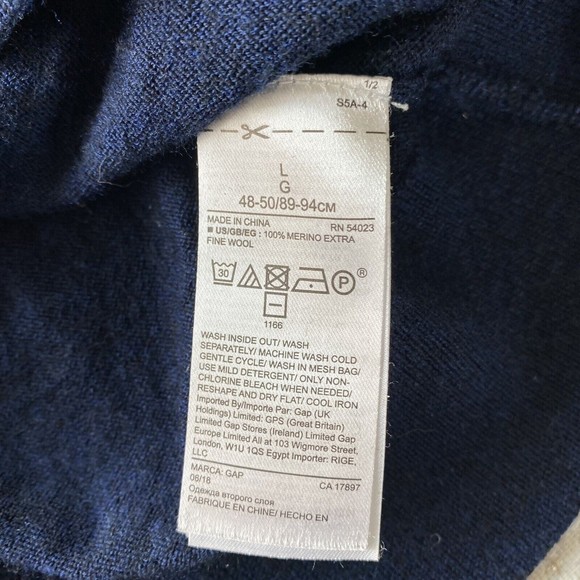 1/2
S5A-4
L
G
48-50/89-94CM
MADE IN CHINA RN 54023
■ US/GB/EG : 100% MERINO EXTRA
FINE WOOL
30 P ®
1166
WASH INSIDE OUT/ WASH
SEPARATELY/ MACHINE WASH COLD
GENTLE CYCLE/ WASH IN MESH BAG/
USE MILD DETERGENT/ ONLY NON-
CHLORINE BLEACH WHEN NEEDED/
RESHAPE AND DRY FLAT/ COOL IRON
Imported By/Importe Par: Gap (UK
Holdings) Limited: GPS (Great Britain)
Limited Gap Stores (Ireland) Limited Gap
Europe Limited All at 103 Wigmore Street,
London, W1U 1QS Egypt Importer: RIGE,
LLC
MARCA: GAP CA 17897
06/18
Одежда второго слоя
FABRIQUE EN CHINE/ HECHO EN